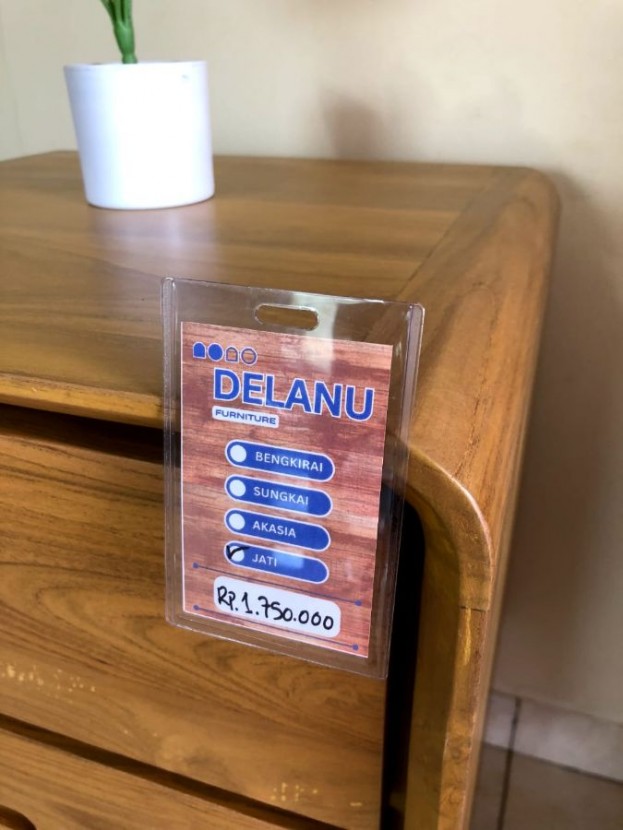 DELANU
FURNITURE
BENGKIRAI
SUNGKAI
AKASIA
JATI
RP.1.750.000